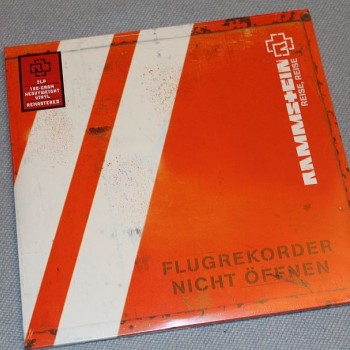 2LP
180 GRAM
HEAVYWEIGHT
VINYL
REMASTERED
RAMMSTEIN
REISE, REISE
FLUGREKORDER
NICHT ÖFFNEN